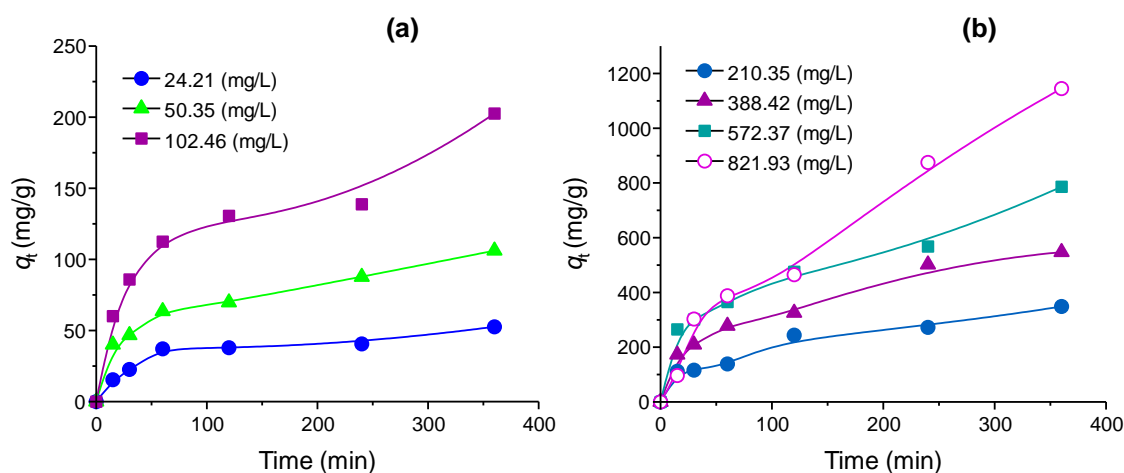 (a)
250
200
150
100
50
0
qt (mg/g)
24.21 (mg/L)
50.35 (mg/L)
102.46 (mg/L)
0 100 200 300 400
Time (min)
(b)
1200
1000
800
600
400
200
0
qt (mg/g)
210.35 (mg/L)
388.42 (mg/L)
572.37 (mg/L)
821.93 (mg/L)
0 100 200 300 400
Time (min)